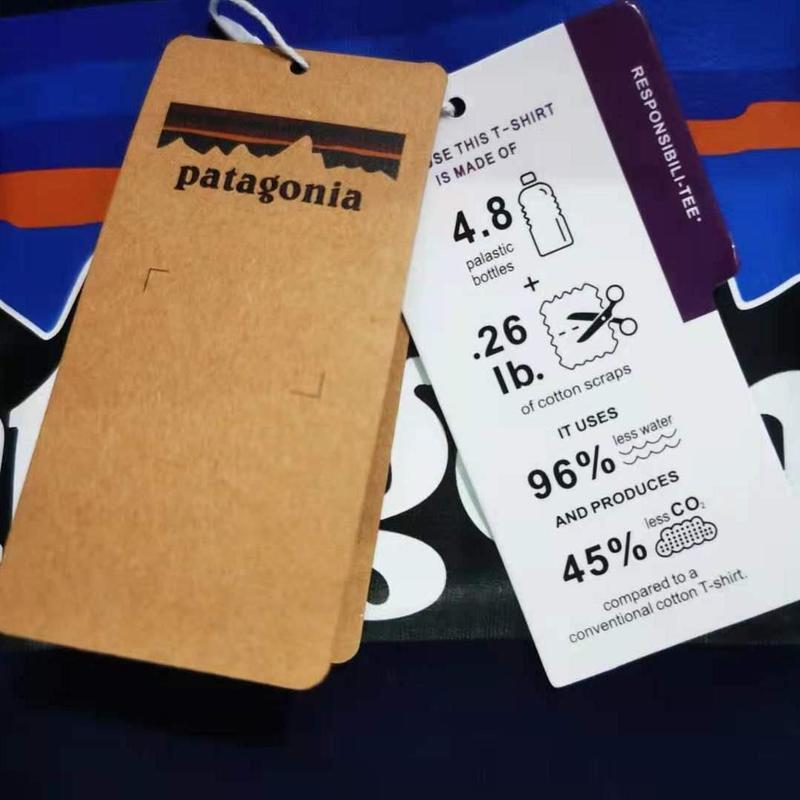 patagonia
RESPONSIBILI-TEE®
USE THIS T-SHIRT
IS MADE OF
4.8
palastic
bottles
+
.26
lb.
of cotton scraps
IT USES
96% less water
AND PRODUCES
45% less CO₂
compared to a
conventional cotton T-shirt.